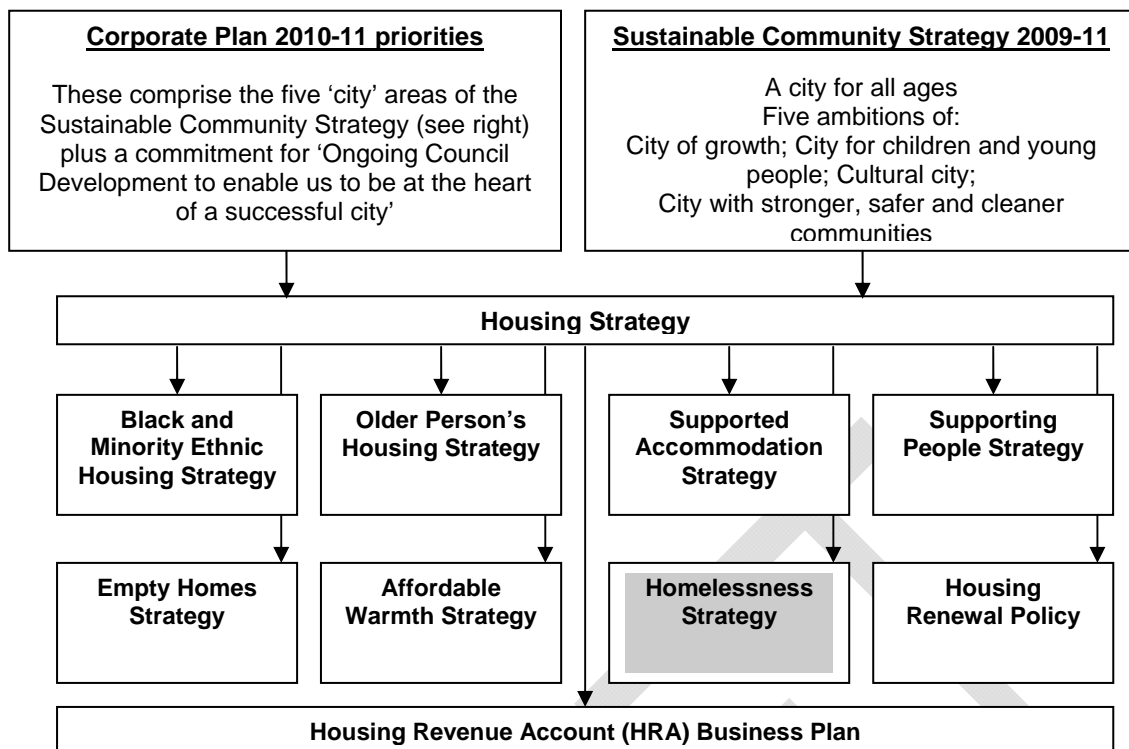 Corporate Plan 2010-11 priorities
These comprise the five ‘city’ areas of the
Sustainable Community Strategy (see right)
plus a commitment for ‘Ongoing Council
Development to enable us to be at the heart
of a successful city’
Sustainable Community Strategy 2009-11
A city for all ages
Five ambitions of:
City of growth; City for children and young
people; Cultural city;
City with stronger, safer and cleaner
communities
Housing Strategy
Black and
Minority Ethnic
Housing Strategy
Older Person’s
Housing Strategy
Supported
Accommodation
Strategy
Supporting
People Strategy
Empty Homes
Strategy
Affordable
Warmth Strategy
Homelessness
Strategy
Housing
Renewal Policy
Housing Revenue Account (HRA) Business Plan